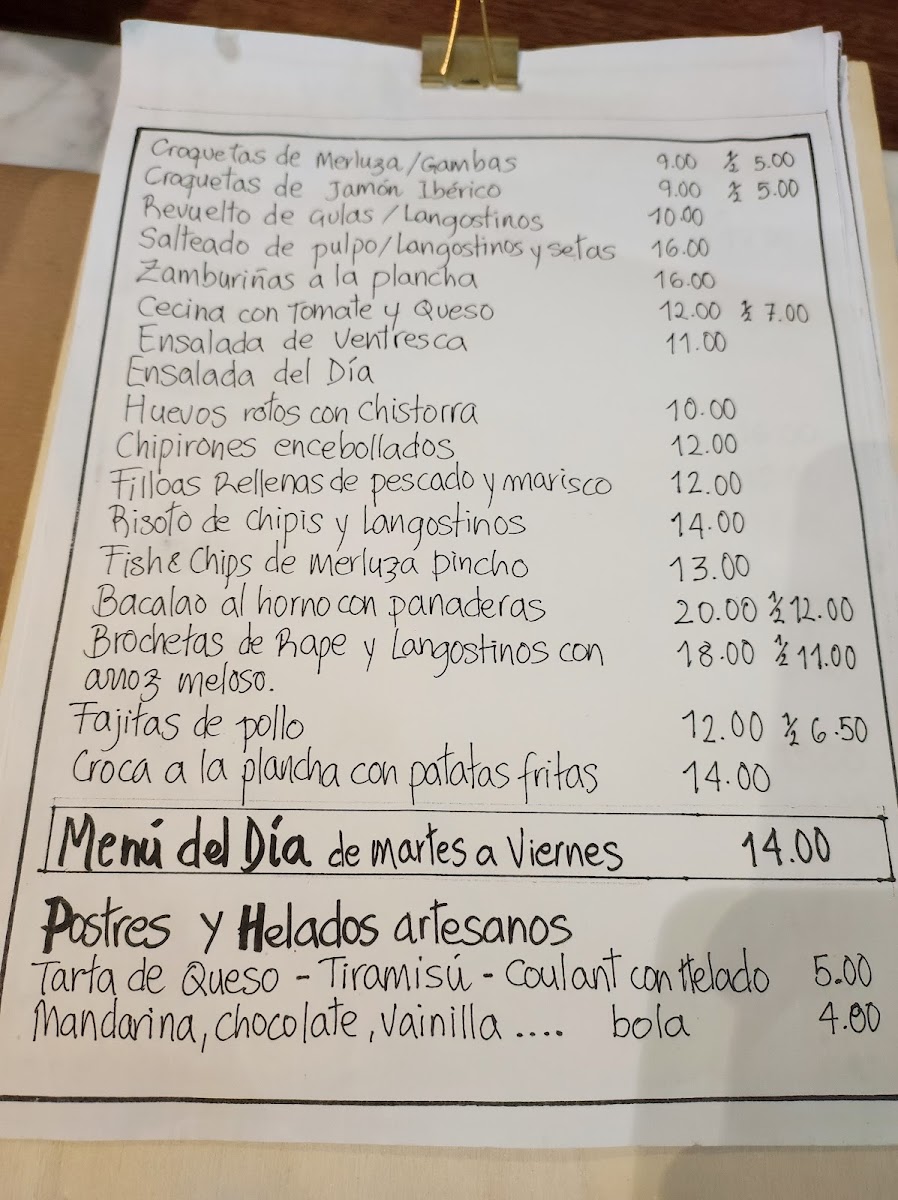 Croquetas de Merluza/Gambas 9.00 ½ 5.00
Croquetas de Jamón Ibérico 9.00 ½ 5.00
Revuelto de Gulas/Langostinos 10.00
Salteado de pulpo/Langostinos y setas 16.00
Zamburiñas a la plancha 16.00
Cecina con Tomate y Queso 12.00 ½ 7.00
Ensalada de Ventresca 11.00
Ensalada del Día
Huevos rotos con Chistorra 10.00
Chipirones encebollados 12.00
Filloas Rellenas de pescado y marisco 12.00
Risoto de Chipis y Langostinos 14.00
Fish & Chips de Merluza Pincho 13.00
Bacalao al horno con panaderas 20.00 ½ 12.00
Brochetas de Rape y Langostinos con 18.00 ½ 11.00
arroz meloso.
Fajitas de pollo 12.00 ½ 6.50
Croca a la plancha con patatas fritas 14.00
Menú del Día de martes a Viernes 14.00
Postres y Helados artesanos
Tarta de Queso - Tiramisú - Coulant con Helado 5.00
Mandarina, chocolate, Vainilla .... bola 4.00